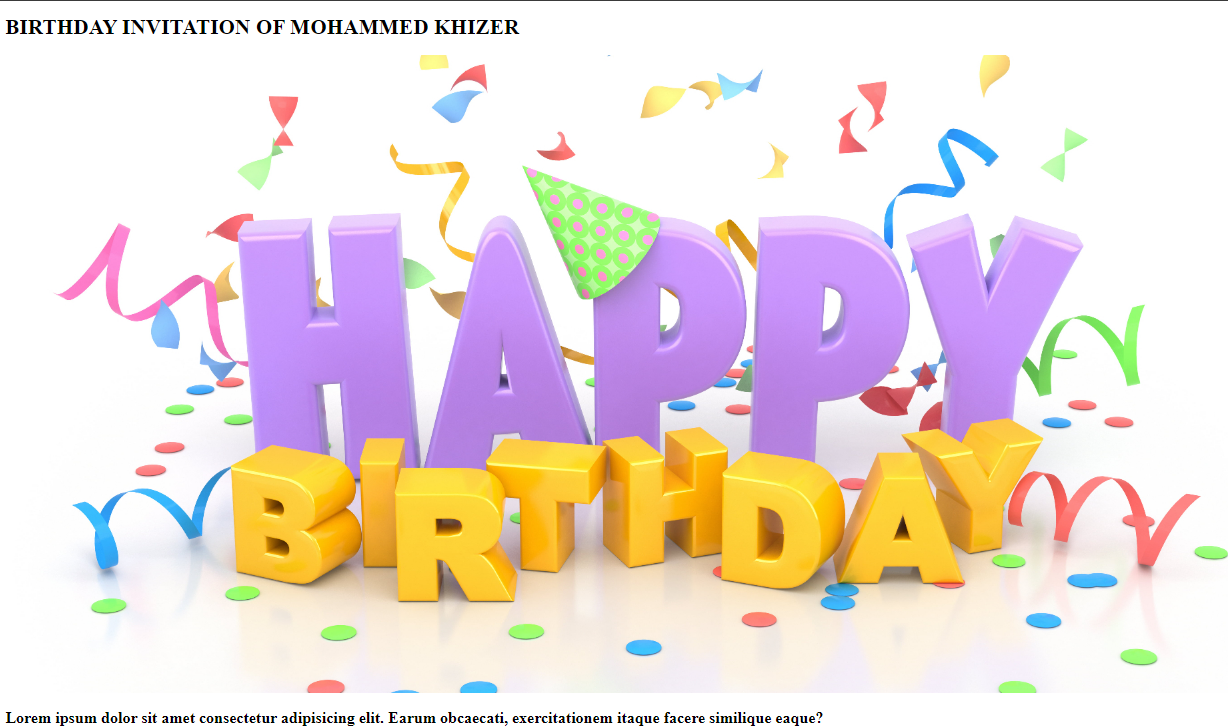 BIRTHDAY INVITATION OF MOHAMMED KHIZER
HAPPY
BIRTHDAY
Lorem ipsum dolor sit amet consectetur adipisicing elit. Earum obcaecati, exercitationem itaque facere similique eaque?